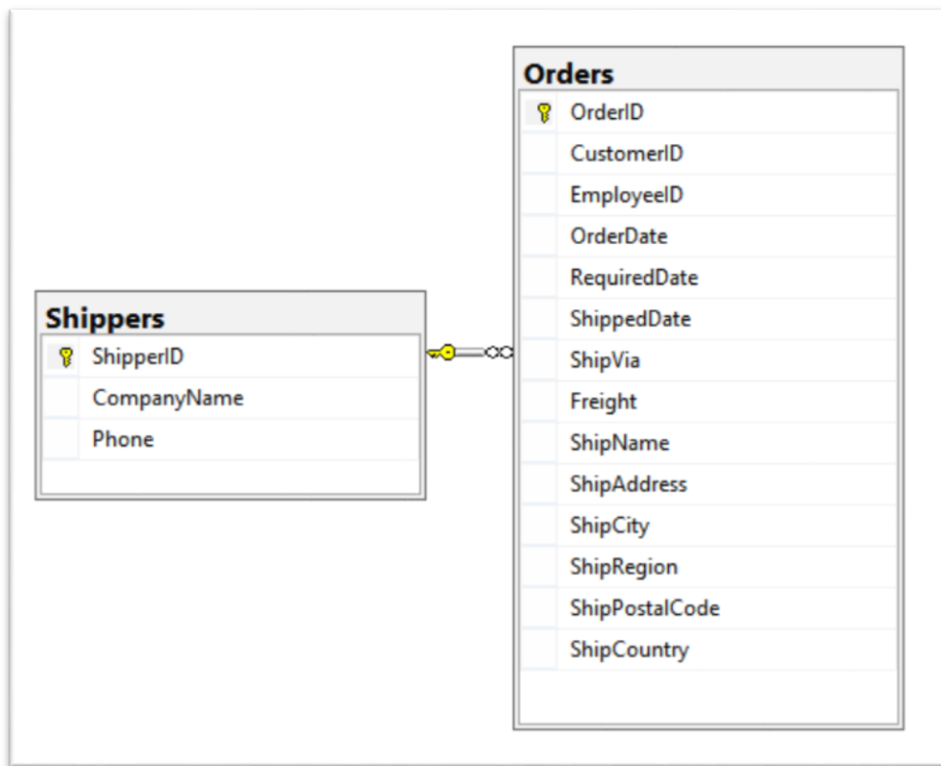 Shippers
ShipperID
CompanyName
Phone
Orders
OrderID
CustomerID
EmployeeID
OrderDate
RequiredDate
ShippedDate
ShipVia
Freight
ShipName
ShipAddress
ShipCity
ShipRegion
ShipPostalCode
ShipCountry